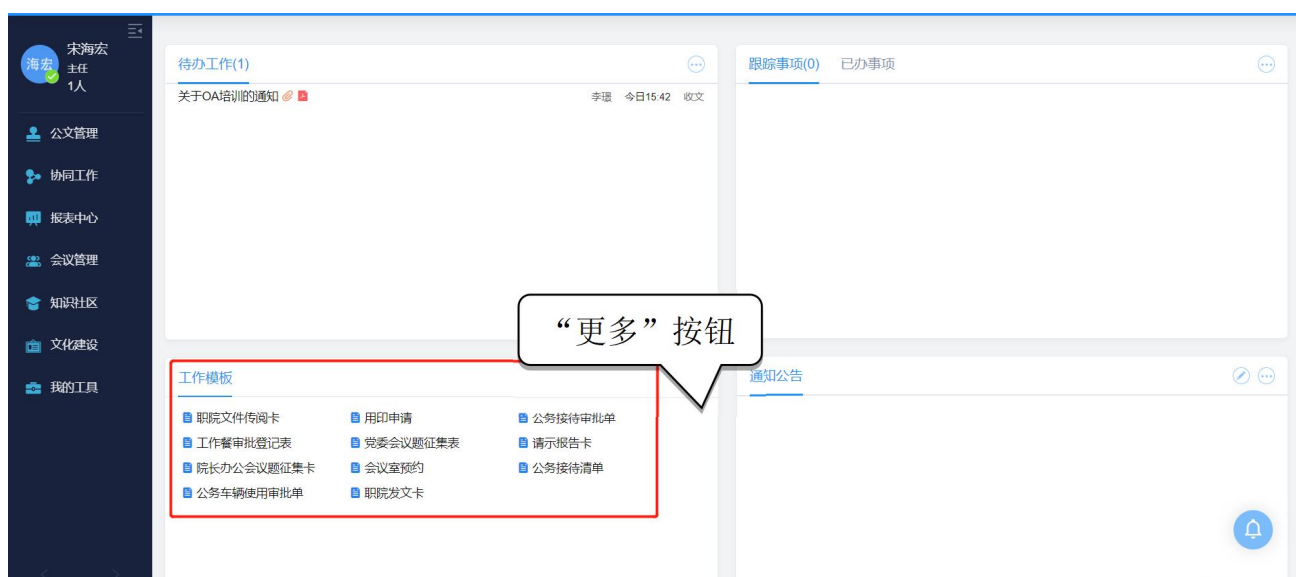 海宏
宋海宏
主任
1人
公文管理
协同工作
报表中心
会议管理
知识社区
文化建设
我的工具
待办工作(1)
关于OA培训的通知 李璟 今日15:42 收文
跟踪事项(0) 已办事项
“更多”按钮
工作模板
职院文件传阅卡 用印申请 公务接待审批单
工作餐审批登记表 党委会议题征集表 请示报告卡
院长办公会议题征集卡 会议室预约 公务接待清单
公务车辆使用审批单 职院发文卡
通知公告